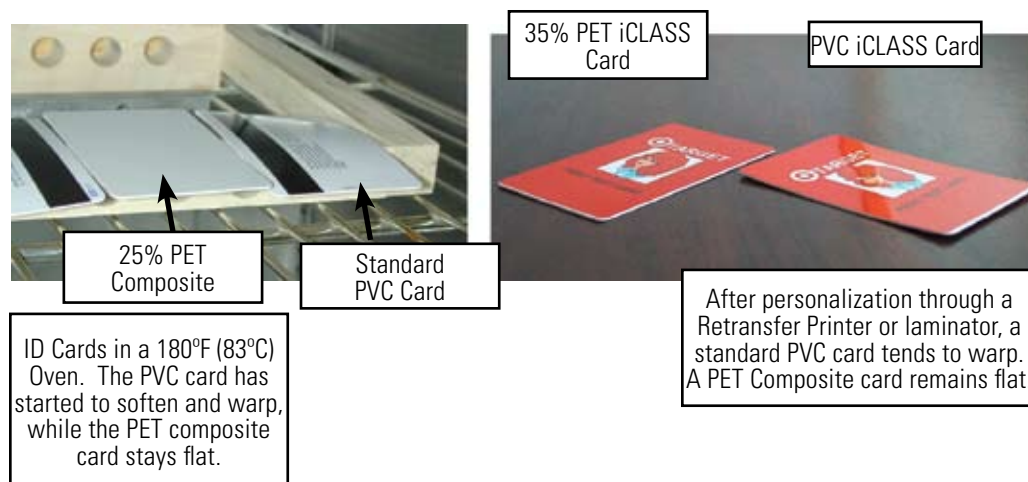 35% PET iCLASS
Card
PVC iCLASS Card
TARGET
TARGET
25% PET
Composite
Standard
PVC Card
ID Cards in a 180ºF (83ºC)
Oven.  The PVC card has
started to soften and warp,
while the PET composite
card stays flat.
After personalization through a
Retransfer Printer or laminator, a
standard PVC card tends to warp.
A PET Composite card remains flat